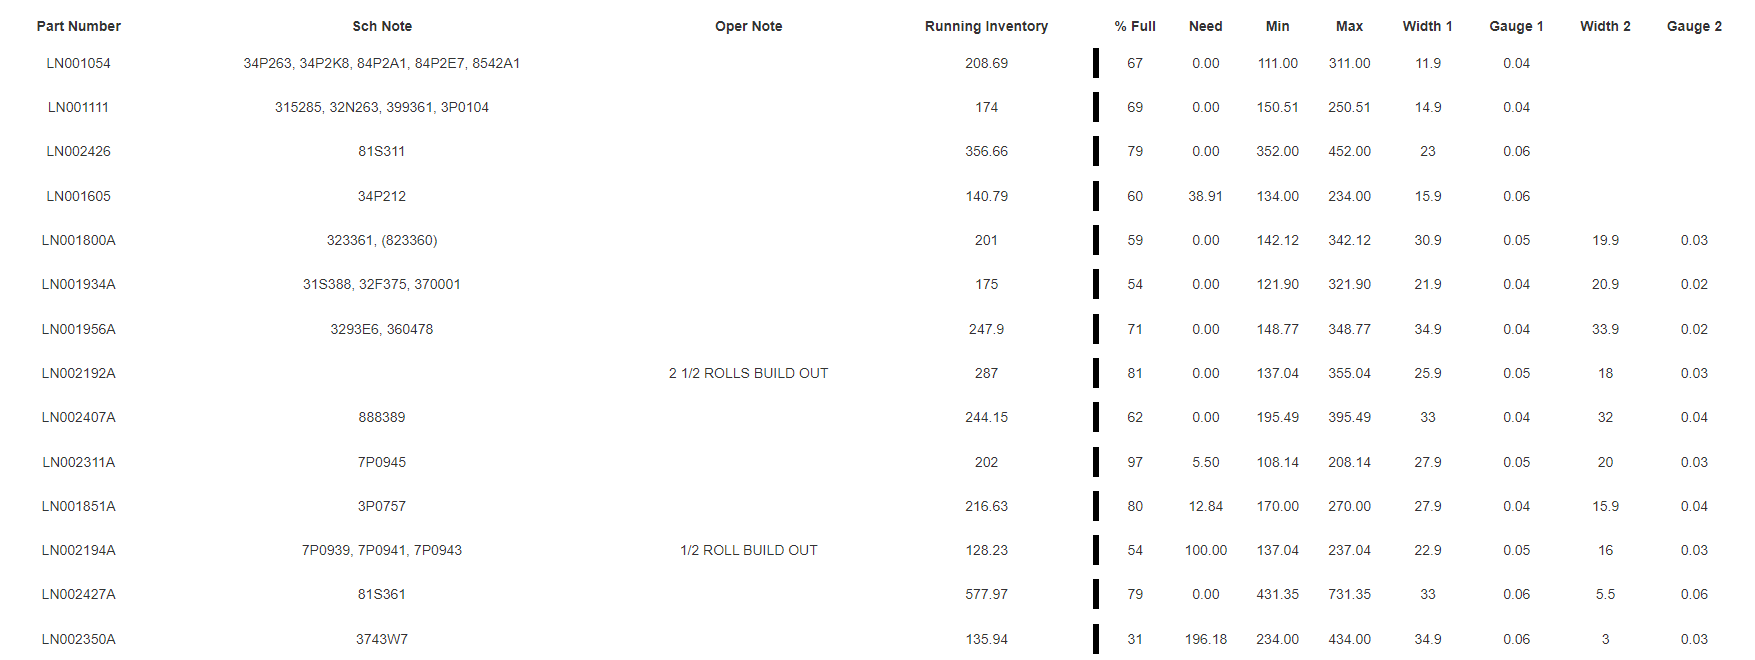 Part Number Sch Note Oper Note Running Inventory % Full Need Min Max Width 1 Gauge 1 Width 2 Gauge 2
LN001054 34P263, 34P2K8, 84P2A1, 84P2E7, 8542A1 208.69 67 0.00 111.00 311.00 11.9 0.04
LN001111 315285, 32N263, 399361, 3P0104 174 69 0.00 150.51 250.51 14.9 0.04
LN002426 81S311 356.66 79 0.00 352.00 452.00 23 0.06
LN001605 34P212 140.79 60 38.91 134.00 234.00 15.9 0.06
LN001800A 323361, (823360) 201 59 0.00 142.12 342.12 30.9 0.05 19.9 0.03
LN001934A 31S388, 32F375, 370001 175 54 0.00 121.90 321.90 21.9 0.04 20.9 0.02
LN001956A 3293E6, 360478 247.9 71 0.00 148.77 348.77 34.9 0.04 33.9 0.02
LN002192A 2 1/2 ROLLS BUILD OUT 287 81 0.00 137.04 355.04 25.9 0.05 18 0.03
LN002407A 888389 244.15 62 0.00 195.49 395.49 33 0.04 32 0.04
LN002311A 7P0945 202 97 5.50 108.14 208.14 27.9 0.05 20 0.03
LN001851A 3P0757 216.63 80 12.84 170.00 270.00 27.9 0.04 15.9 0.04
LN002194A 7P0939, 7P0941, 7P0943 1/2 ROLL BUILD OUT 128.23 54 100.00 137.04 237.04 22.9 0.05 16 0.03
LN002427A 81S361 577.97 79 0.00 431.35 731.35 33 0.06 5.5 0.06
LN002350A 3743W7 135.94 31 196.18 234.00 434.00 34.9 0.06 3 0.03